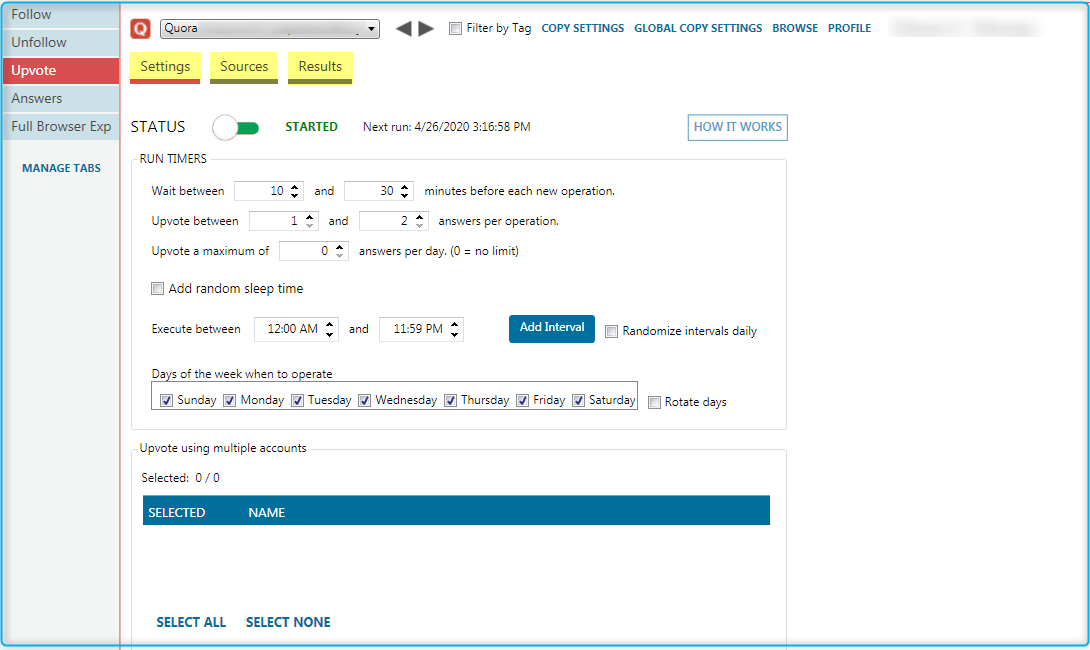 Follow
Unfollow
Upvote
Answers
Full Browser Exp
MANAGE TABS
Q Quora Filter by Tag COPY SETTINGS GLOBAL COPY SETTINGS BROWSE PROFILE
Settings Sources Results
STATUS STARTED Next run: 4/26/2020 3:16:58 PM HOW IT WORKS
RUN TIMERS
Wait between 10 and 30 minutes before each new operation.
Upvote between 1 and 2 answers per operation.
Upvote a maximum of 0 answers per day. (0 = no limit)
Add random sleep time
Execute between 12:00 AM and 11:59 PM Add Interval Randomize intervals daily
Days of the week when to operate
Sunday Monday Tuesday Wednesday Thursday Friday Saturday Rotate days
Upvote using multiple accounts
Selected: 0 / 0
SELECTED NAME
SELECT ALL SELECT NONE